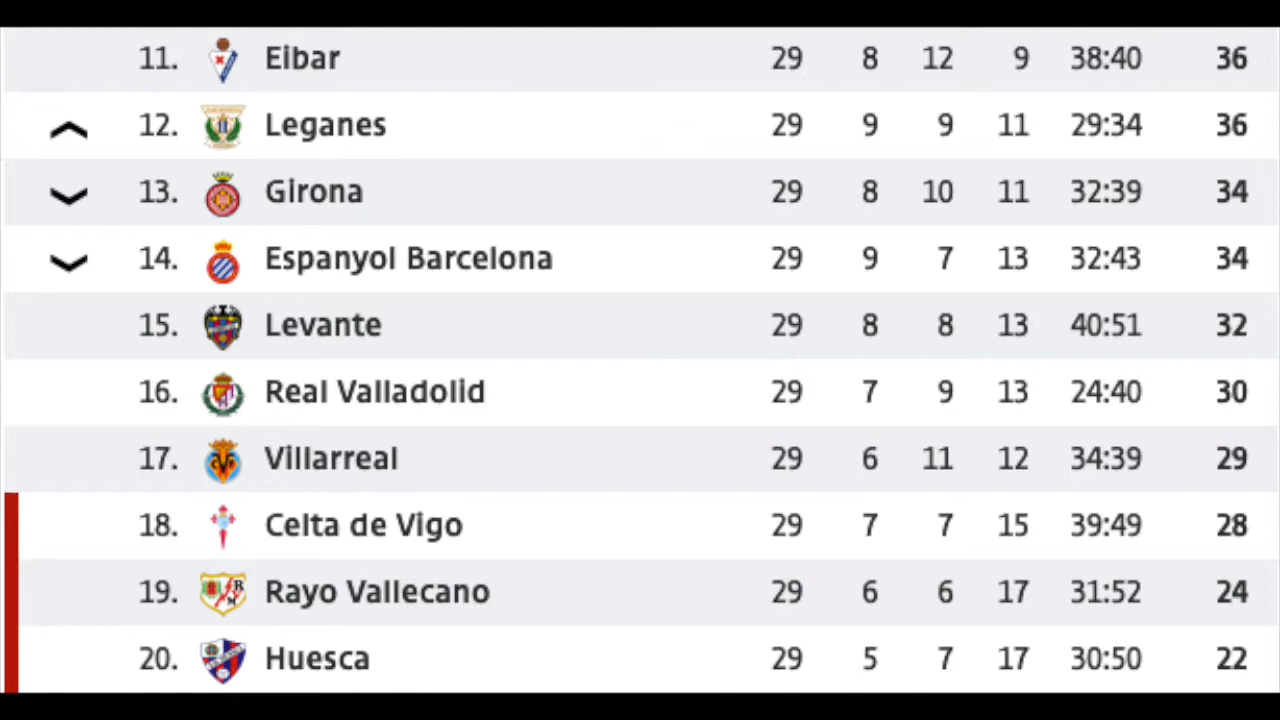 11. Eibar 29 8 12 9 38:40 36
12. Leganes 29 9 9 11 29:34 36
13. Girona 29 8 10 11 32:39 34
14. Espanyol Barcelona 29 9 7 13 32:43 34
15. Levante 29 8 8 13 40:51 32
16. Real Valladolid 29 7 9 13 24:40 30
17. Villarreal 29 6 11 12 34:39 29
18. Celta de Vigo 29 7 7 15 39:49 28
19. Rayo Vallecano 29 6 6 17 31:52 24
20. Huesca 29 5 7 17 30:50 22